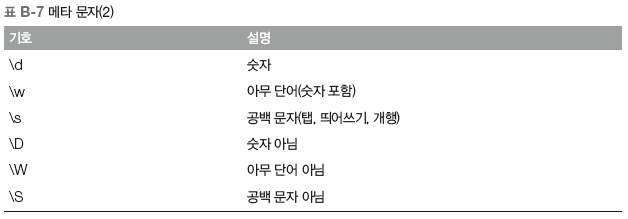 표 B-7 메타 문자(2)
기호 설명
\d 숫자
\w 아무 단어(숫자 포함)
\s 공백 문자(탭, 띄어쓰기, 개행)
\D 숫자 아님
\W 아무 단어 아님
\S 공백 문자 아님